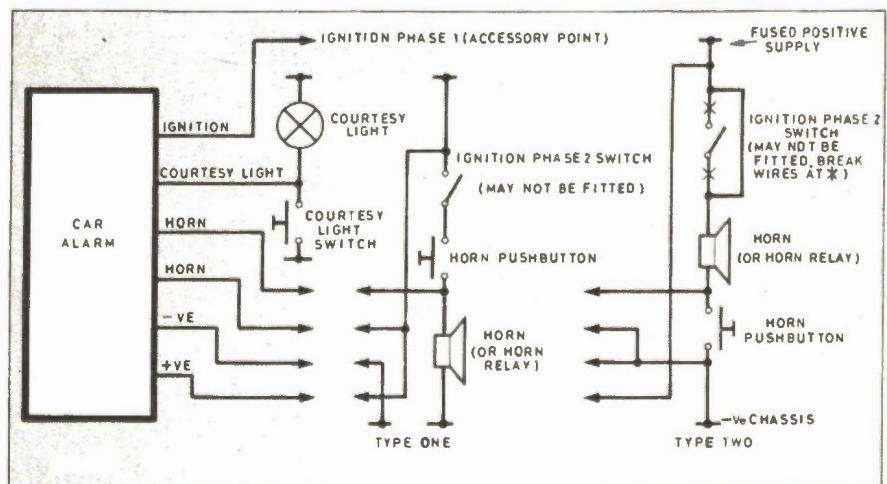 IGNITION PHASE 1 (ACCESSORY POINT)
FUSED POSITIVE
SUPPLY
CAR
ALARM
IGNITION
COURTESY LIGHT
HORN
HORN
-VE
+VE
COURTESY
LIGHT
COURTESY
LIGHT
SWITCH
IGNITION PHASE 2 SWITCH
(MAY NOT BE FITTED)
HORN PUSHBUTTON
HORN
(OR HORN
RELAY)
TYPE ONE
IGNITION PHASE 2
SWITCH
(MAY NOT BE
FITTED, BREAK
WIRES AT X)
HORN
(OR HORN RELAY)
HORN
PUSHBUTTON
-Ve CHASSIS
TYPE TWO